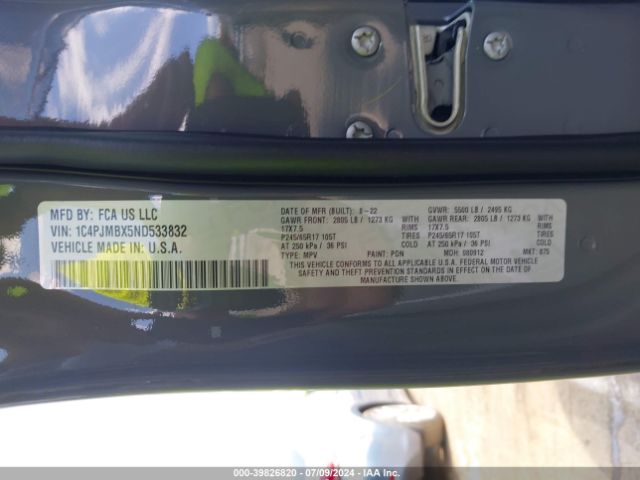 MFD BY: FCA US LLC
VIN: 1C4PJMBX5ND533832
VEHICLE MADE IN U.S.A.
DATE OF MFR (BUILT): 8-22
GVWR: 5500 LB / 2495 KG
GAWR FRONT: 2805 LB / 1273 KG WITH
GAWR REAR: 2805 LB / 1273 KG WITH
17X7.5 RIMS
17X7.5 RIMS
P245/65R17 105T TIRES
P245/65R17 105T TIRES
AT 250 kPa / 36 PSI
AT 250 kPa / 36 PSI
TYPE: MPV PAINT: PDN MDH: 080912 MKT: 875
THIS VEHICLE CONFORMS TO ALL APPLICABLE U.S.A. FEDERAL MOTOR VEHICLE
SAFETY AND THEFT PREVENTION STANDARDS IN EFFECT ON THE DATE OF
MANUFACTURE SHOWN ABOVE.
000-39826820 - 07/09/2024 - IAA Inc.